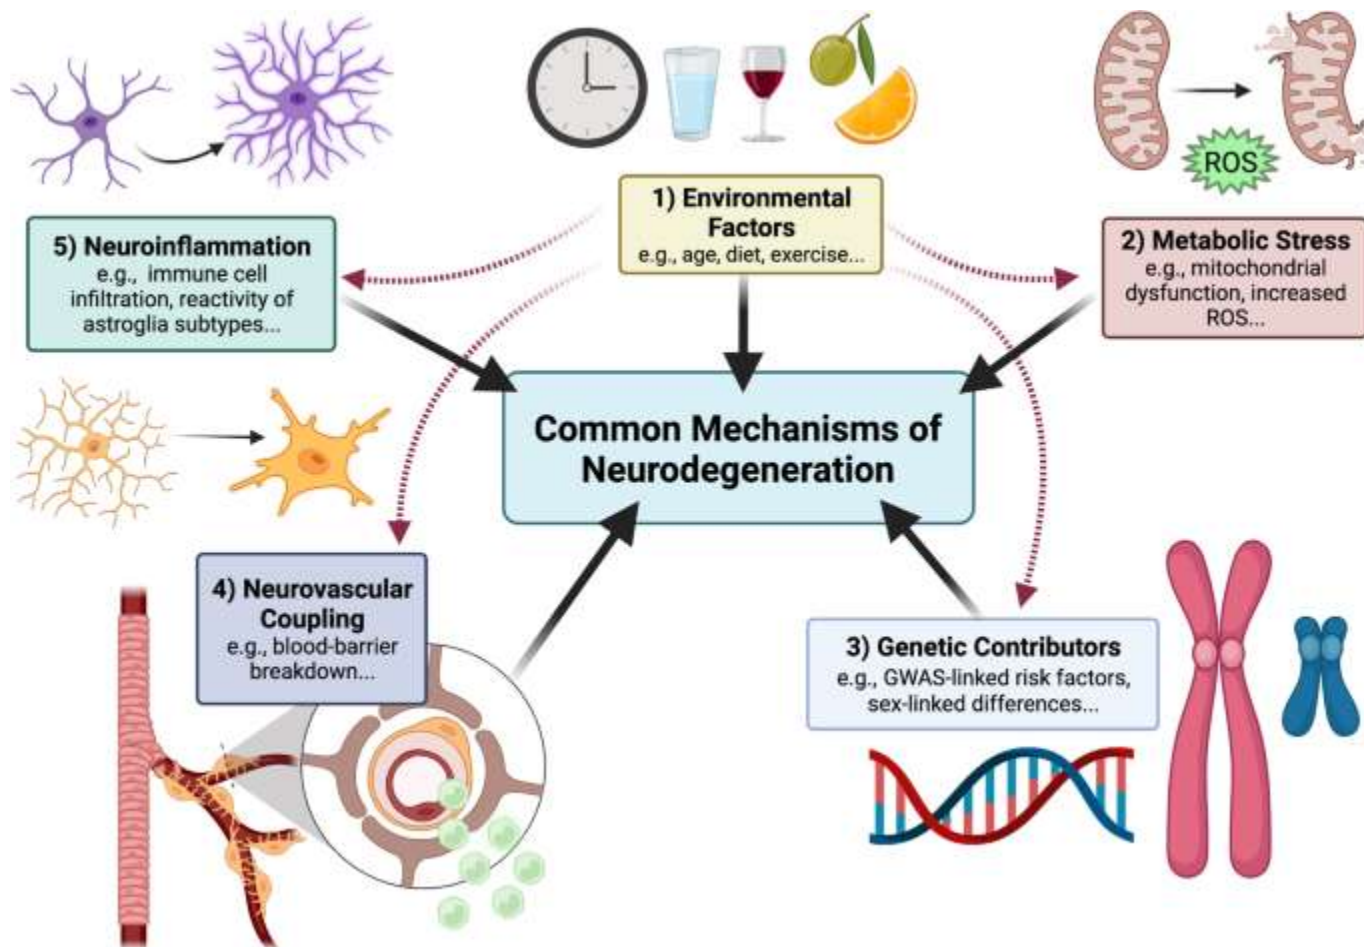 ROS
1) Environmental
Factors
e.g., age, diet, exercise...
5) Neuroinflammation
e.g., immune cell
infiltration, reactivity of
astroglia subtypes...
2) Metabolic Stress
e.g., mitochondrial
dysfunction, increased
ROS...
Common Mechanisms of
Neurodegeneration
4) Neurovascular
Coupling
e.g., blood-barrier
breakdown...
3) Genetic Contributors
e.g., GWAS-linked risk factors,
sex-linked differences...